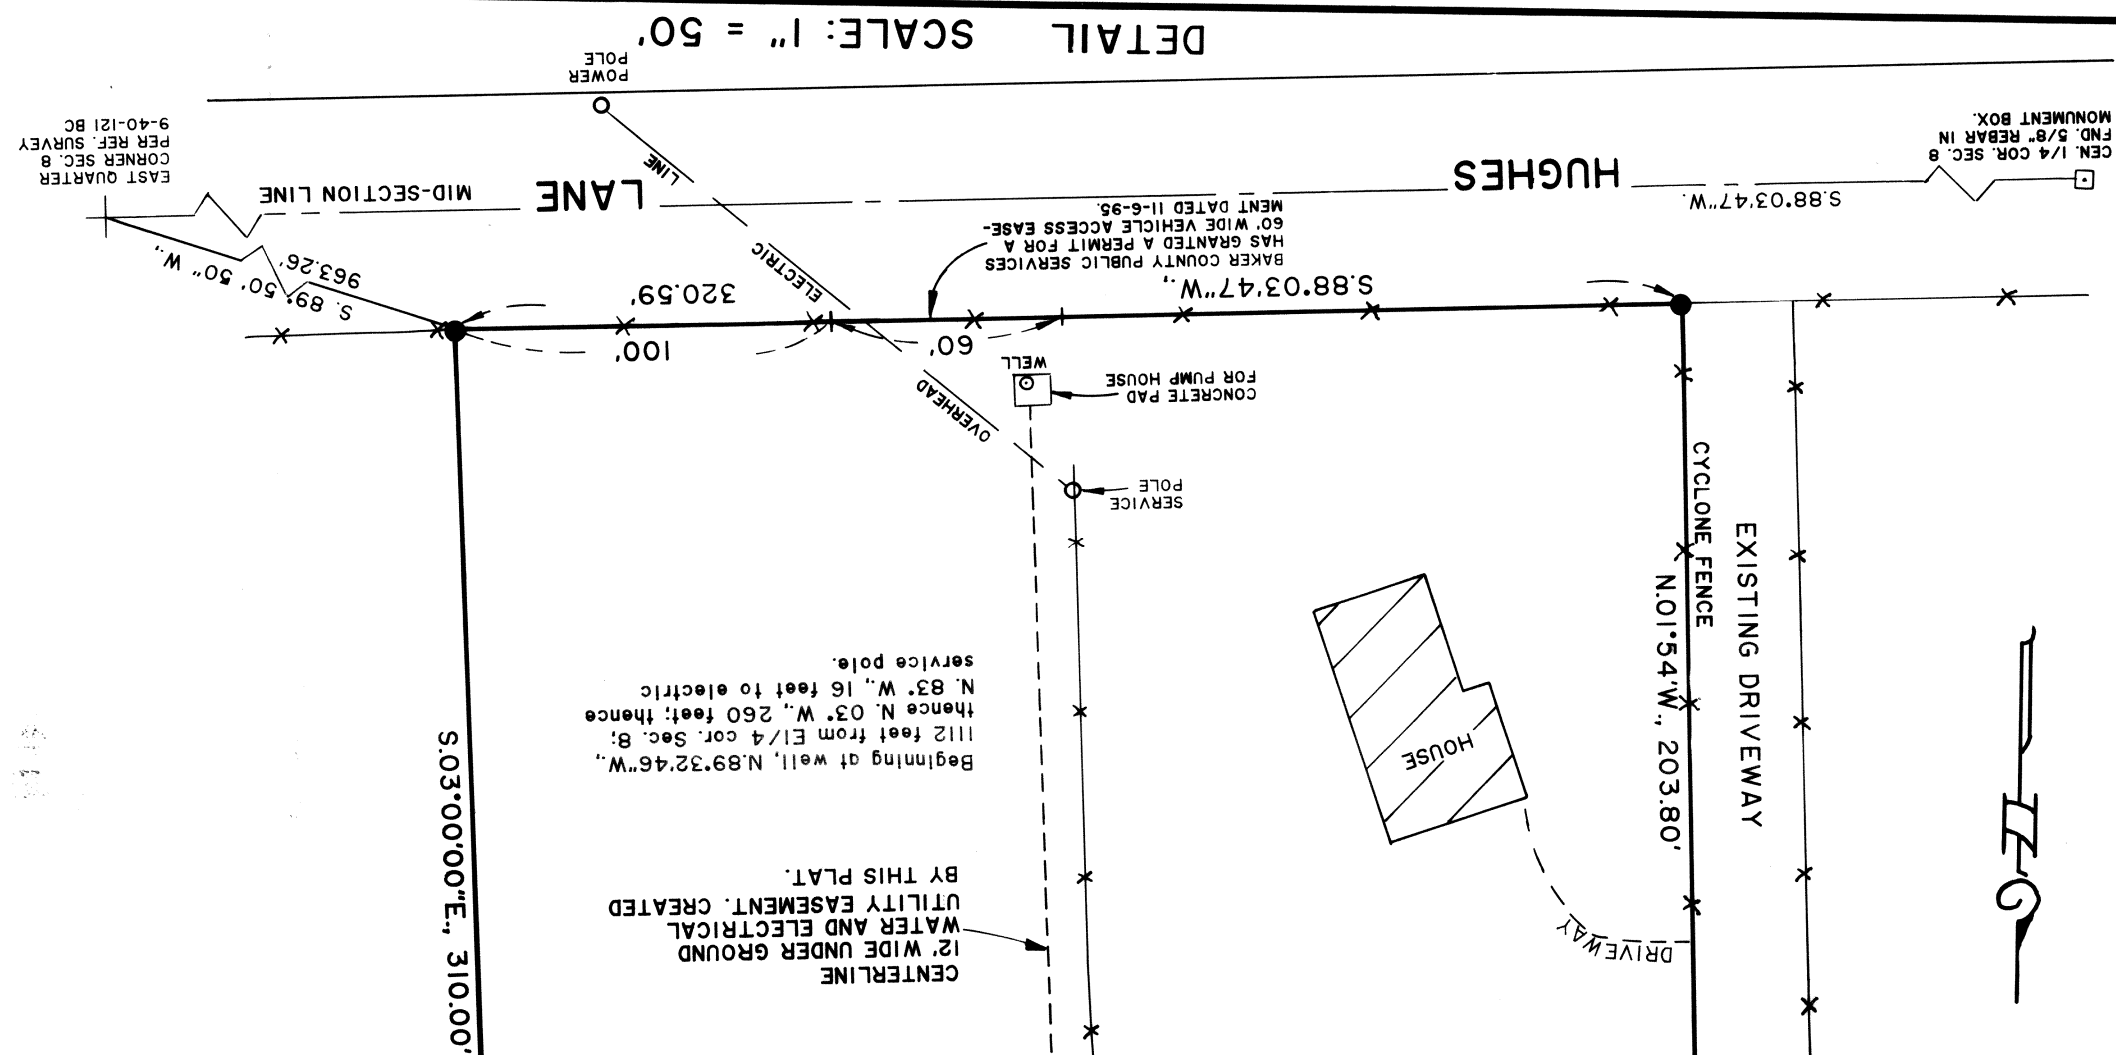 CENTERLINE
12' WIDE UNDER GROUND
WATER AND ELECTRICAL
UTILITY EASEMENT. CREATED
BY THIS PLAT.
DRIVEWAY
HOUSE
Beginning at well, N.89°32'46"W.,
1112 feet from E1/4 cor. Sec. 8;
thence N. 03° W., 260 feet; thence
N. 83° W., 16 feet to electric
service pole.
N.01°54'W., 203.80'
CYCLONE FENCE
EXISTING DRIVEWAY
S.03°00'00"E., 310.00'
SERVICE
POLE
CONCRETE PAD
FOR PUMP HOUSE
WELL
OVERHEAD
ELECTRIC
LINE
60'
100'
S.88°03'47"W.,
320.59'
S. 89° 50' 50" W.,
963.26'
BAKER COUNTY PUBLIC SERVICES
HAS GRANTED A PERMIT FOR A
60' WIDE VEHICLE ACCESS EASE-
MENT DATED 11-6-95.
S.88°03'47"W.
HUGHES
LANE
MID-SECTION LINE
CEN. 1/4 COR. SEC. 8
FND. 5/8" REBAR IN
MONUMENT BOX.
EAST QUARTER
CORNER SEC. 8
PER REF. SURVEY
9-40-121 BC
POWER
POLE
DETAIL SCALE: 1" = 50'